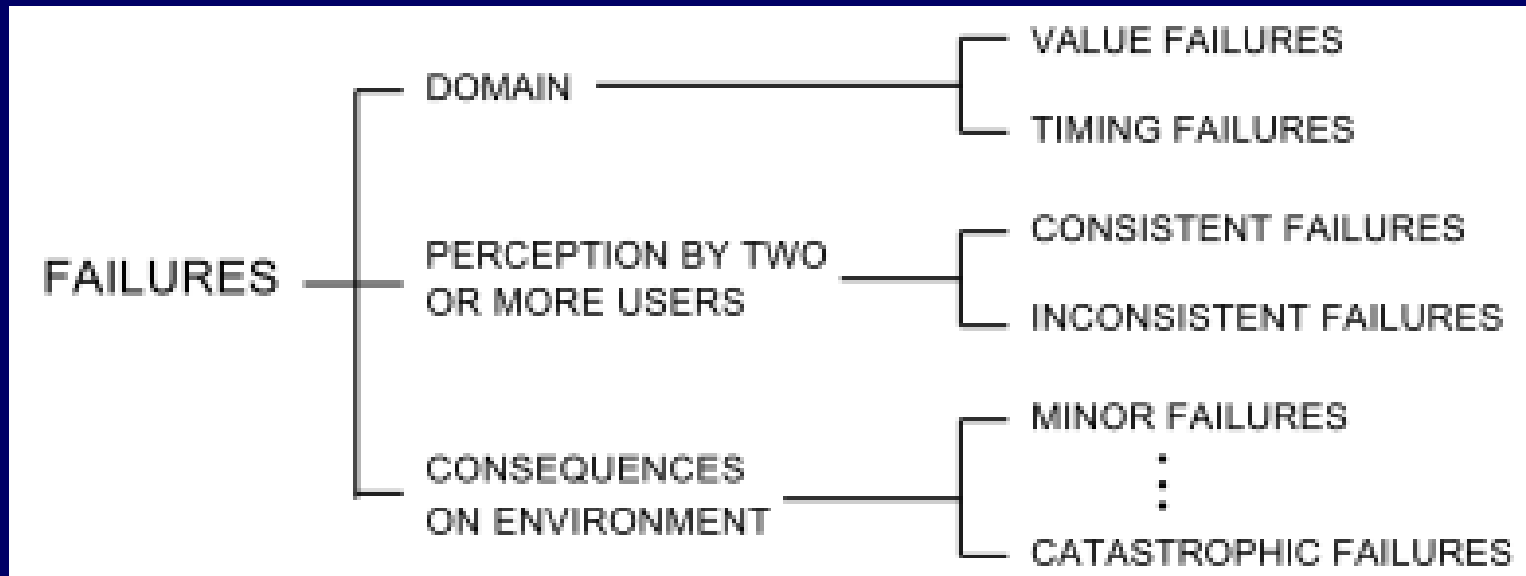 FAILURES
DOMAIN
VALUE FAILURES
TIMING FAILURES
PERCEPTION BY TWO
OR MORE USERS
CONSISTENT FAILURES
INCONSISTENT FAILURES
CONSEQUENCES
ON ENVIRONMENT
MINOR FAILURES
CATASTROPHIC FAILURES